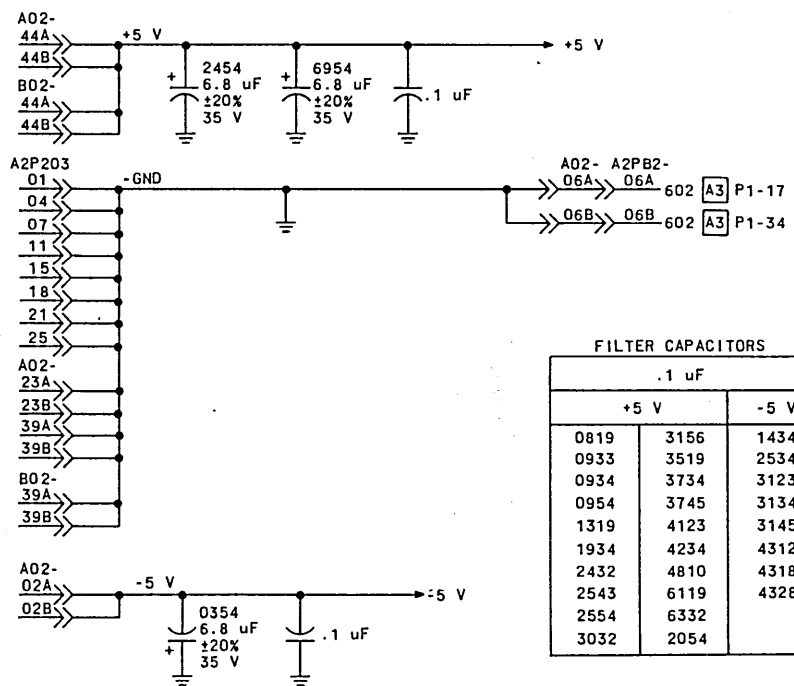 A02-
44A
44B
+5 V
+5 V
B02-
44A
44B
2454
6.8 uF
±20%
35 V
6954
6.8 uF
±20%
35 V
.1 uF
A2P203
01
04
07
11
15
18
21
25
-GND
A02- A2PB2-
06A 06A 602 A3 P1-17
06B 06B 602 A3 P1-34
A02-
23A
23B
39A
39B
B02-
39A
39B
A02-
02A
02B
-5 V
-5 V
0354
6.8 uF
±20%
35 V
.1 uF
FILTER CAPACITORS
.1 uF
+5 V -5 V
0819 3156 1434
0933 3519 2534
0934 3734 3123
0954 3745 3134
1319 4123 3145
1934 4234 4312
2432 4810 4318
2543 6119 4328
2554 6332
3032 2054